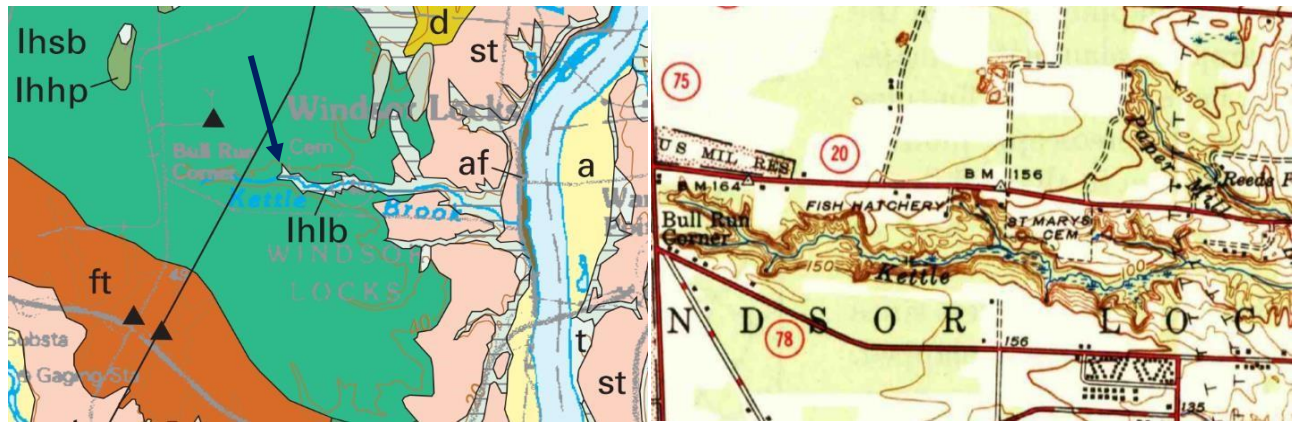 lhsb
lhhp
d
st
Windsor Locks
Cem
Bull Run
Corner
af
a
Kettle
Brook
lhlb
WINDSOR
LOCKS
48
ft
40
t
st
Substa
Gaging Sta
75
20
US MIL RES
BM 164
BM 156
FISH HATCHERY
ST MARYS
CEM
Bull Run
Corner
150
Kettle
100
150
Paper Mill
Reeds
T T T T T T T
N D S O R L O C
78
156
135